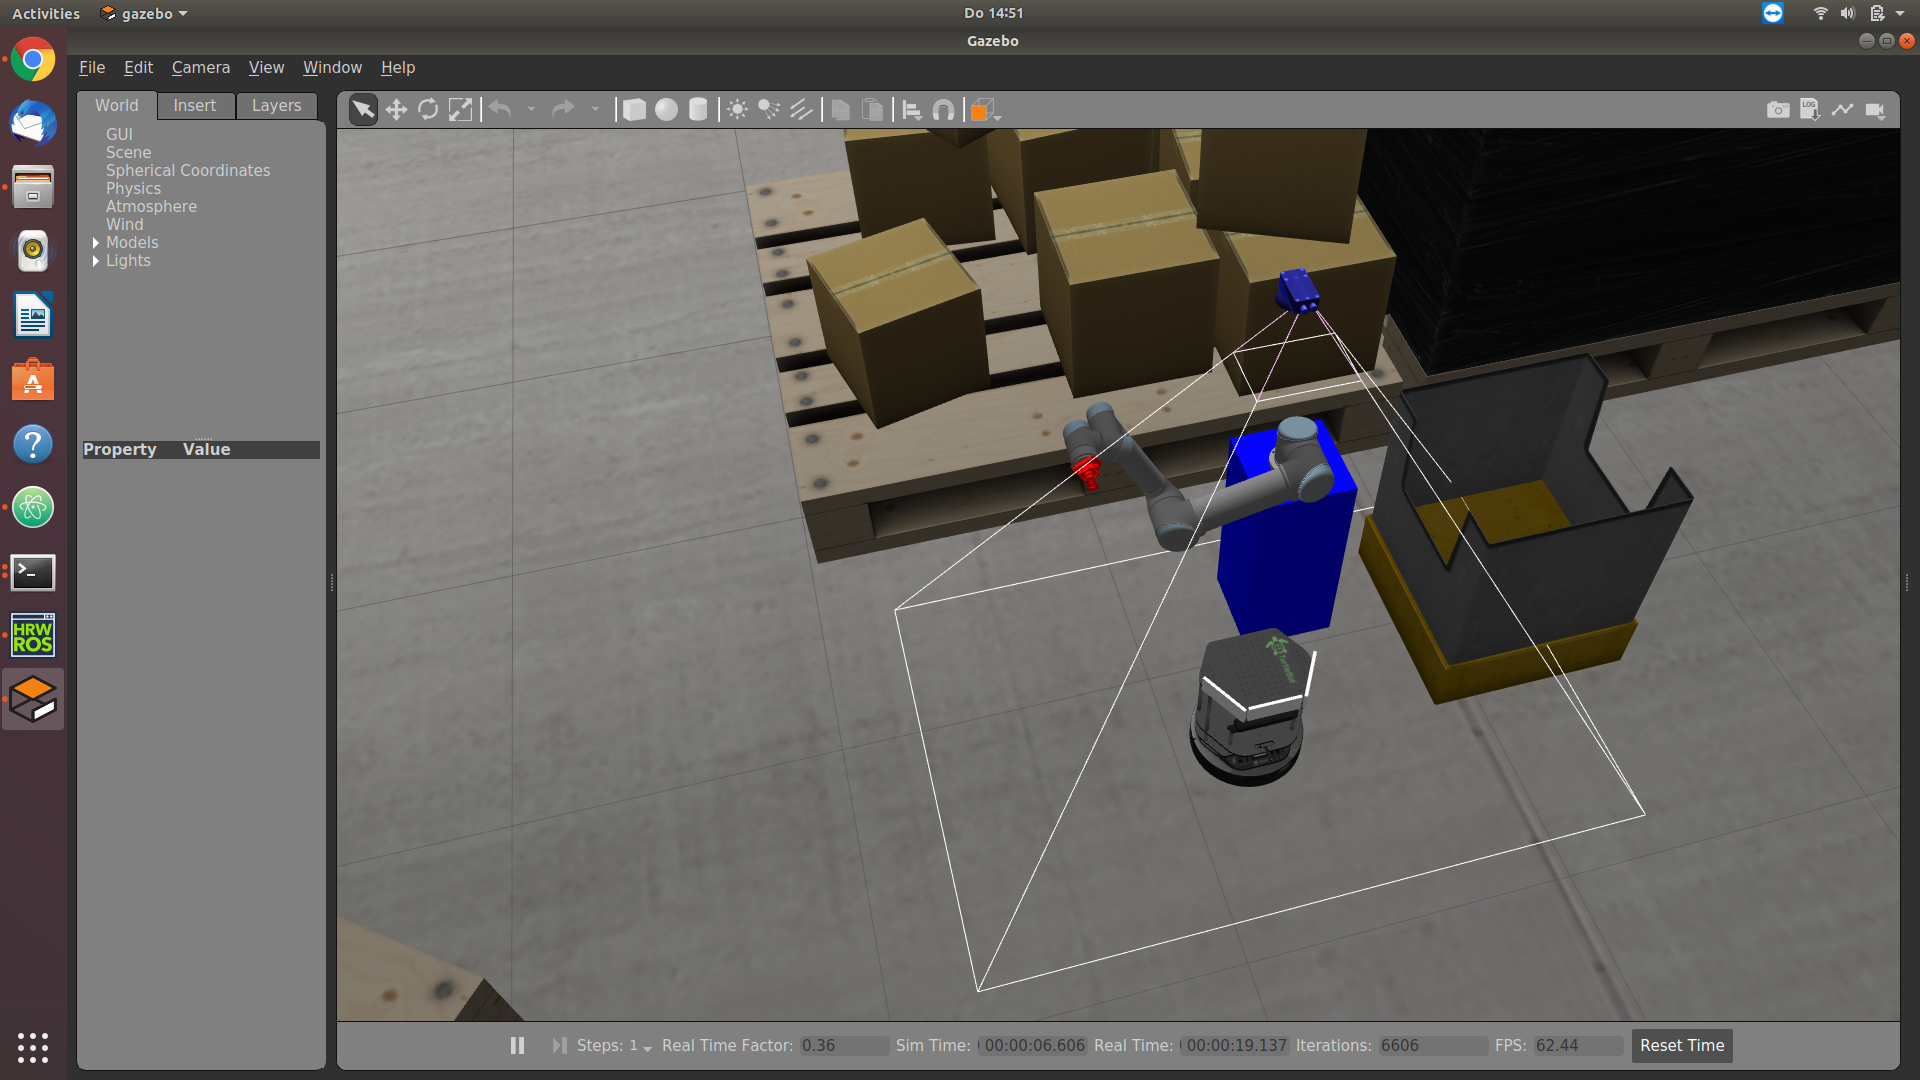 Activities gazebo Do 14:51
Gazebo
File Edit Camera View Window Help
World Insert Layers
LOG
GUI
Scene
Spherical Coordinates
Physics
Atmosphere
Wind
Models
Lights
Property Value
HRW
ROS
TurtleBot
Steps: 1 Real Time Factor: 0.36 Sim Time: 00:00:06.606 Real Time: 00:00:19.137 Iterations: 6606 FPS: 62.44 Reset Time